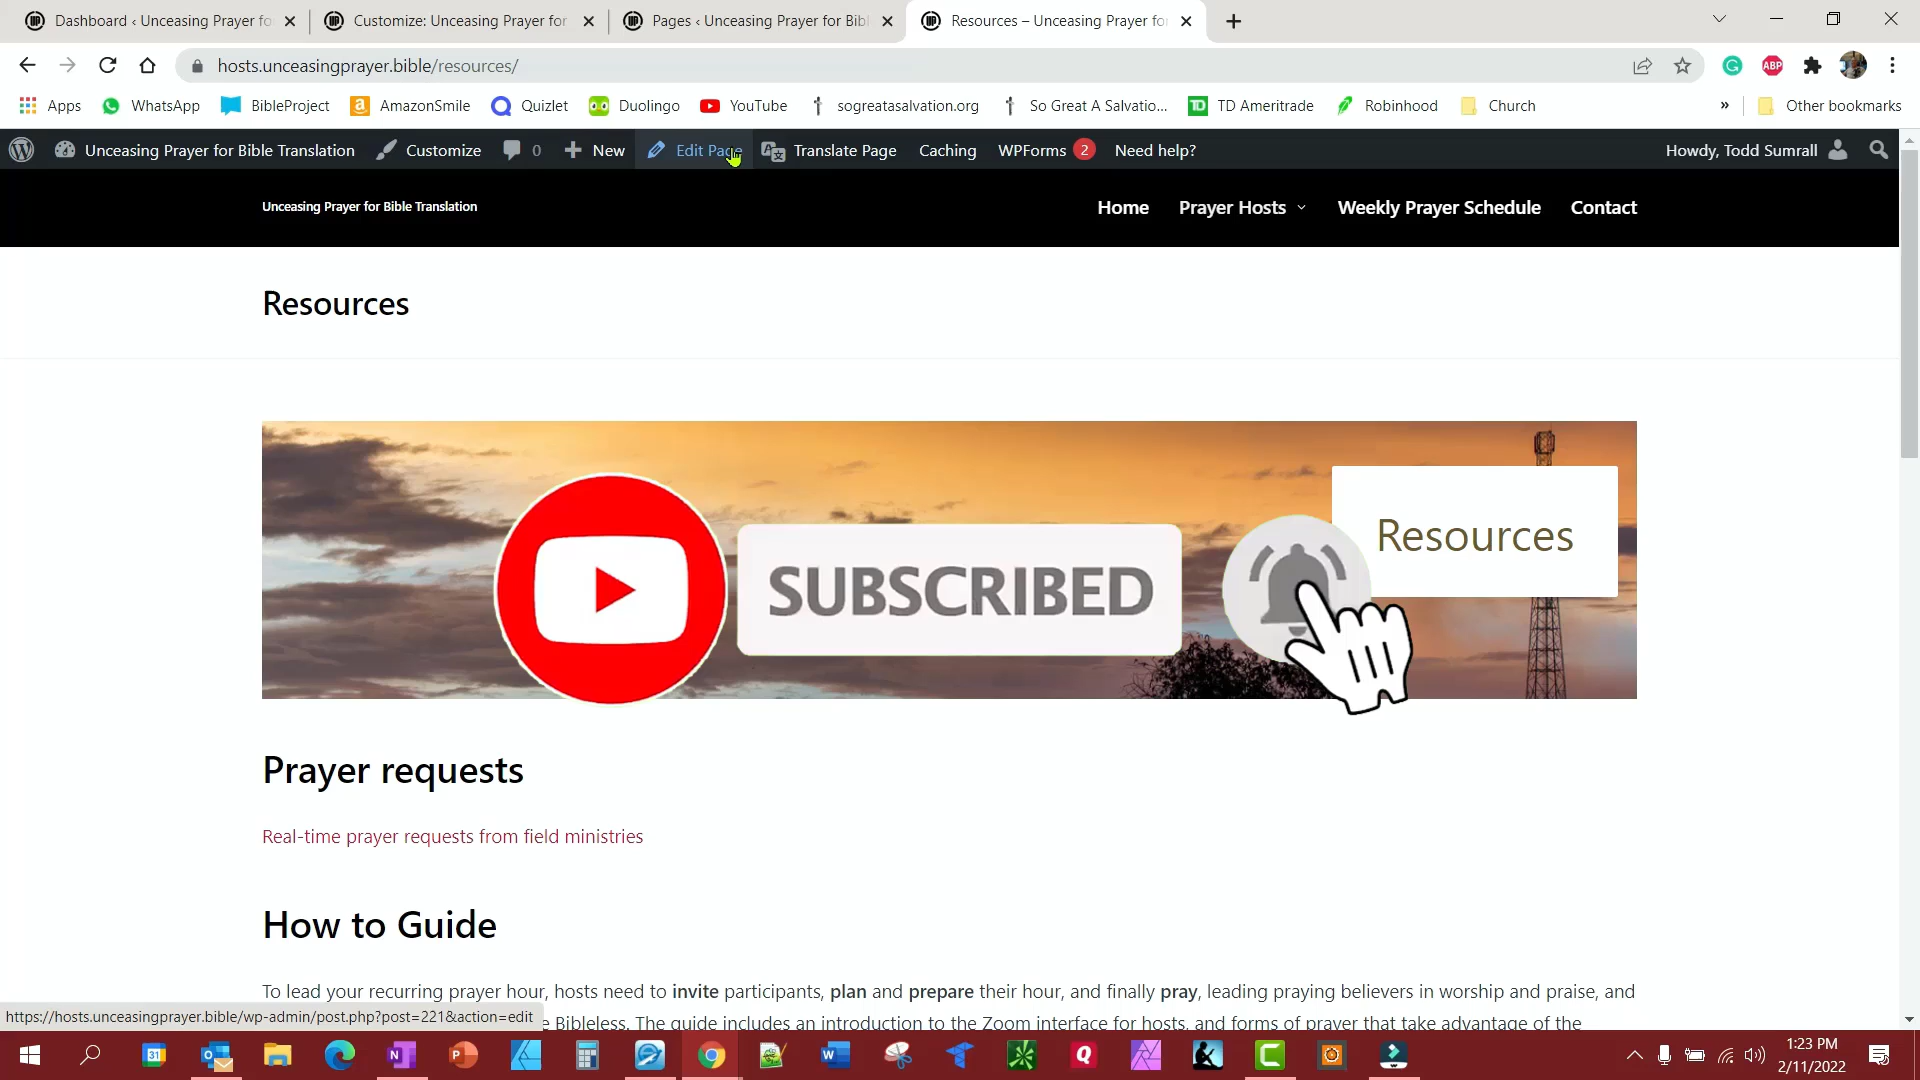 Dashboard ‹ Unceasing Prayer fo
Customize: Unceasing Prayer for
Pages ‹ Unceasing Prayer for Bibl
Resources – Unceasing Prayer fo
hosts.unceasingprayer.bible/resources/
ABP
Apps
WhatsApp
BibleProject
AmazonSmile
Quizlet
Duolingo
YouTube
sogreatasalvation.org
So Great A Salvatio...
TD Ameritrade
Robinhood
Church
»
Other bookmarks
Unceasing Prayer for Bible Translation
Customize
0
New
Edit Page
Translate Page
Caching
WPForms 2
Need help?
Howdy, Todd Sumrall
Unceasing Prayer for Bible Translation
Home
Prayer Hosts
Weekly Prayer Schedule
Contact
Resources
Resources
SUBSCRIBED
Prayer requests
Real-time prayer requests from field ministries
How to Guide
To lead your recurring prayer hour, hosts need to invite participants, plan and prepare their hour, and finally pray, leading praying believers in worship and praise, and
e Bibleless. The guide includes an introduction to the Zoom interface for hosts, and forms of prayer that take advantage of the
https://hosts.unceasingprayer.bible/wp-admin/post.php?post=221&action=edit
1:23 PM
2/11/2022